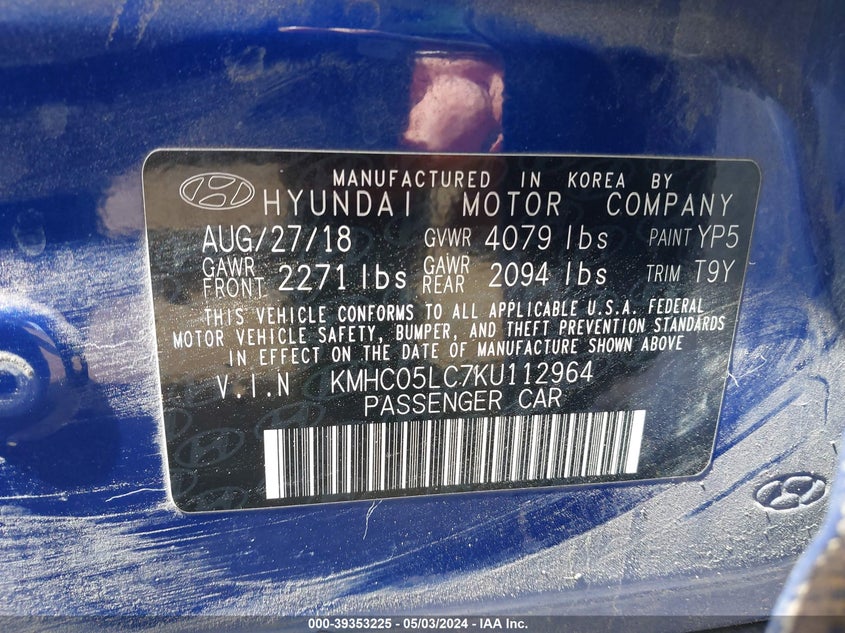 MANUFACTURED IN KOREA BY
HYUNDAI MOTOR COMPANY
AUG/27/18 GVWR 4079 lbs PAINT YP5
GAWR FRONT 2271 lbs GAWR REAR 2094 lbs TRIM T9Y
THIS VEHICLE CONFORMS TO ALL APPLICABLE U.S.A. FEDERAL
MOTOR VEHICLE SAFETY, BUMPER, AND THEFT PREVENTION STANDARDS
IN EFFECT ON THE DATE OF MANUFACTURE SHOWN ABOVE
V.I.N KMHC05LC7KU112964
PASSENGER CAR
000-39353225 - 05/03/2024 - IAA Inc.